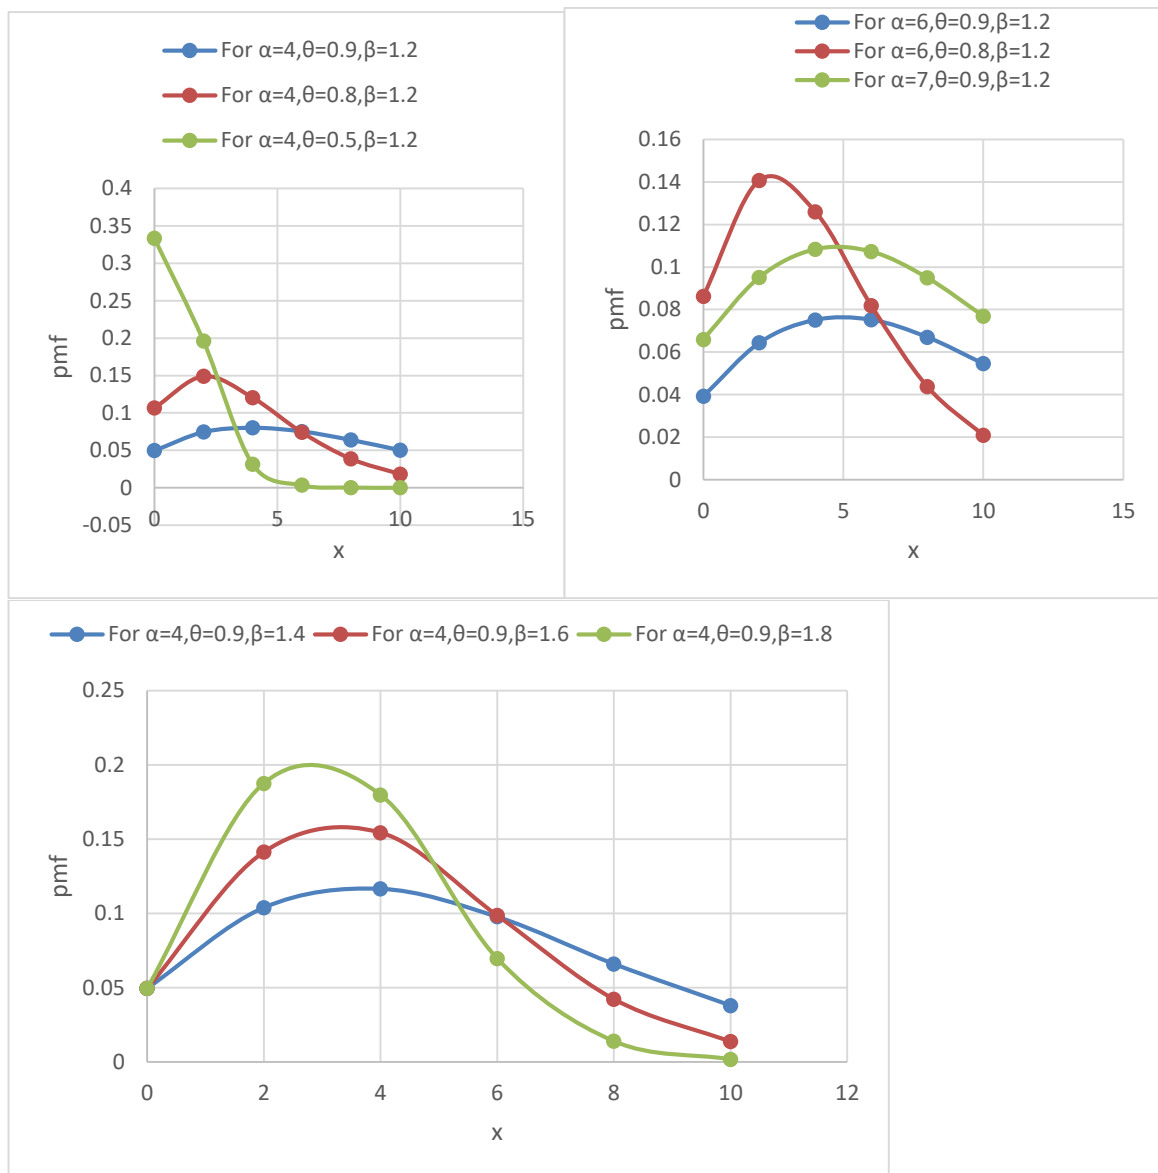 For α=4,θ=0.9,β=1.2
For α=4,θ=0.8,β=1.2
For α=4,θ=0.5,β=1.2
0.4
0.35
0.3
0.25
0.2
0.15
0.1
0.05
0
-0.05
0 5 10 15
pmf
x
For α=6,θ=0.9,β=1.2
For α=6,θ=0.8,β=1.2
For α=7,θ=0.9,β=1.2
0.16
0.14
0.12
0.1
0.08
0.06
0.04
0.02
0
0 5 10 15
pmf
x
For α=4,θ=0.9,β=1.4 For α=4,θ=0.9,β=1.6 For α=4,θ=0.9,β=1.8
0.25
0.2
0.15
0.1
0.05
0
0 2 4 6 8 10 12
pmf
x